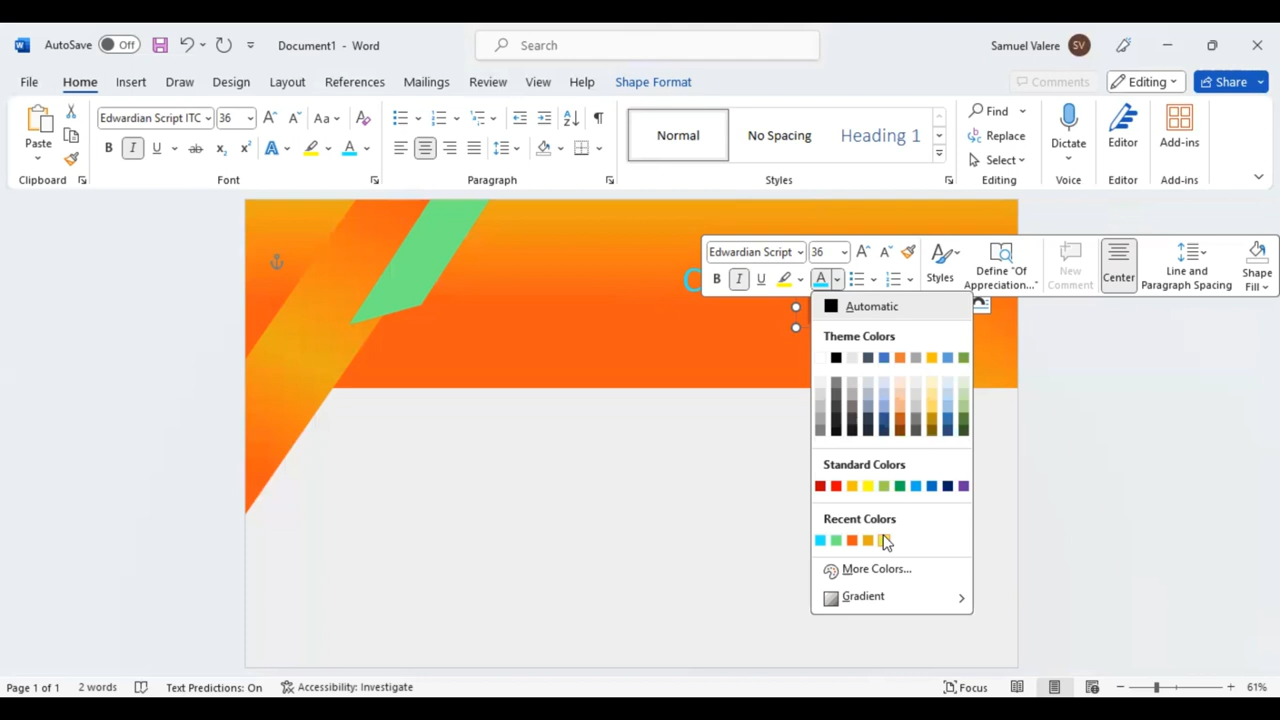 AutoSave Off Document1 - Word Search Samuel Valere SV
File Home Insert Draw Design Layout References Mailings Review View Help Shape Format Comments Editing Share
Paste Edwardian Script ITC 36 Aa Normal No Spacing Heading 1 Find Replace Select Dictate Editor Add-ins
Clipboard Font Paragraph Styles Editing Voice Editor Add-ins
Edwardian Script 36 Styles Define "Of Appreciation..." New Comment Center Line and Paragraph Spacing Shape Fill
Automatic
Theme Colors
Standard Colors
Recent Colors
More Colors...
Gradient
Page 1 of 1 2 words Text Predictions: On Accessibility: Investigate Focus 61%